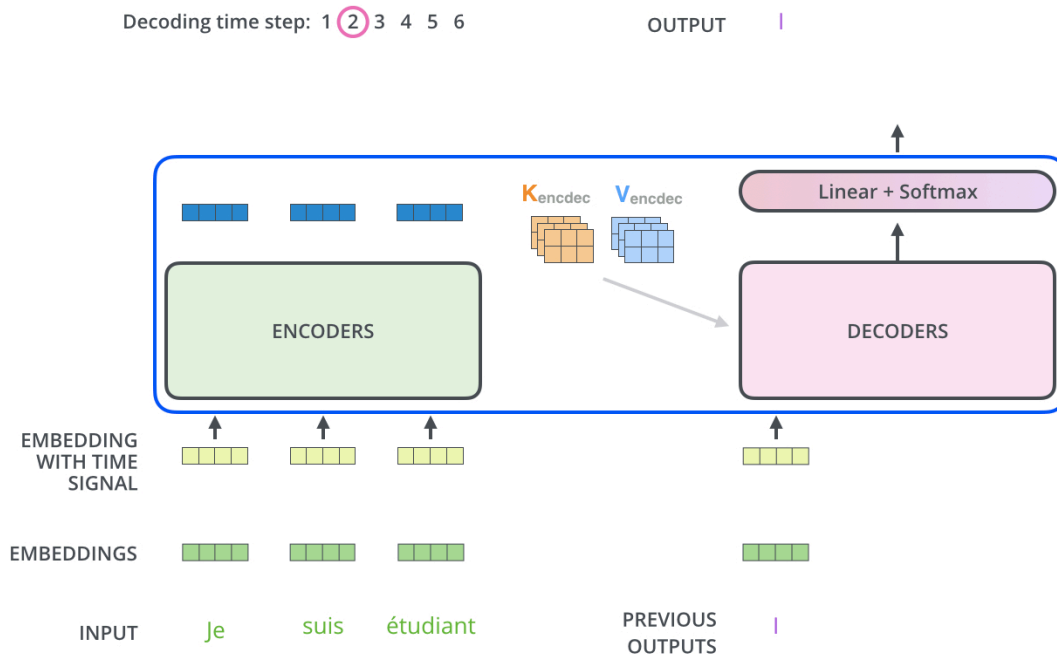 Decoding time step: 1 2 3 4 5 6
OUTPUT I
Kencdec Vencdec
Linear + Softmax
ENCODERS
DECODERS
EMBEDDING
WITH TIME
SIGNAL
EMBEDDINGS
INPUT Je suis étudiant
PREVIOUS
OUTPUTS I